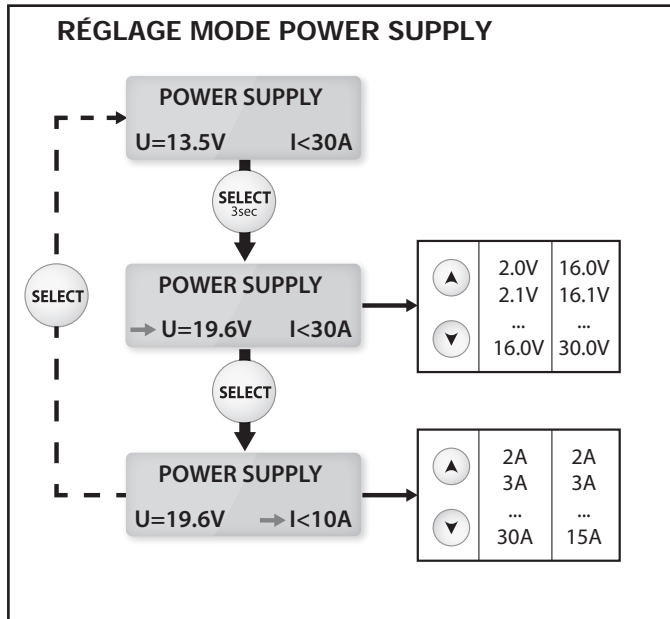 RÉGLAGE MODE POWER SUPPLY
POWER SUPPLY
U=13.5V I<30A
SELECT
3sec
POWER SUPPLY
U=19.6V I<30A
2.0V 16.0V
2.1V 16.1V
... ...
16.0V 30.0V
SELECT
SELECT
POWER SUPPLY
U=19.6V I<10A
2A 2A
3A 3A
... ...
30A 15A